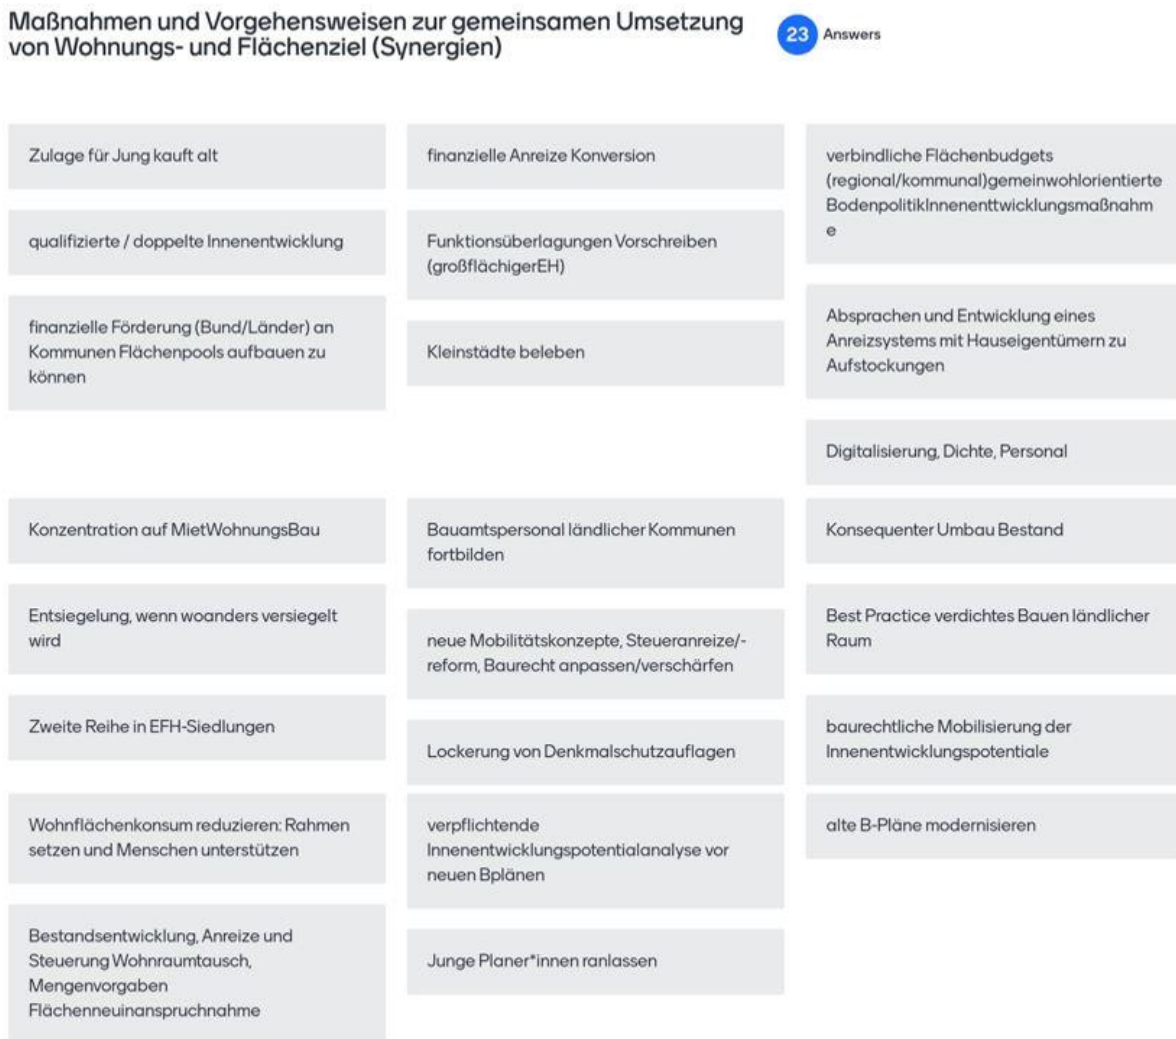 Maßnahmen und Vorgehensweisen zur gemeinsamen Umsetzung
von Wohnungs- und Flächenziel (Synergien)
23 Answers
Zulage für Jung kauft alt
finanzielle Anreize Konversion
verbindliche Flächenbudgets
(regional/kommunal)gemeinwohlorientierte
BodenpolitikInnenenttwicklungsmaßnahm
e
qualifizierte / doppelte Innenentwicklung
Funktionsüberlagungen Vorschreiben
(großflächigerEH)
finanzielle Förderung (Bund/Länder) an
Kommunen Flächenpools aufbauen zu
können
Kleinstädte beleben
Absprachen und Entwicklung eines
Anreizsystems mit Hauseigentümern zu
Aufstockungen
Digitalisierung, Dichte, Personal
Konzentration auf MietWohnungsBau
Bauamtspersonal ländlicher Kommunen
fortbilden
Konsequenter Umbau Bestand
Entsiegelung, wenn woanders versiegelt
wird
neue Mobilitätskonzepte, Steueranreize/-
reform, Baurecht anpassen/verschärfen
Best Practice verdichtes Bauen ländlicher
Raum
Zweite Reihe in EFH-Siedlungen
Lockerung von Denkmalschutzauflagen
baurechtliche Mobilisierung der
Innenentwicklungspotentiale
Wohnflächenkonsum reduzieren: Rahmen
setzen und Menschen unterstützen
verpflichtende
Innenentwicklungspotentialanalyse vor
neuen Bplänen
alte B-Pläne modernisieren
Bestandsentwicklung, Anreize und
Steuerung Wohnraumtausch,
Mengenvorgaben
Flächenneuinanspruchnahme
Junge Planer*innen ranlassen